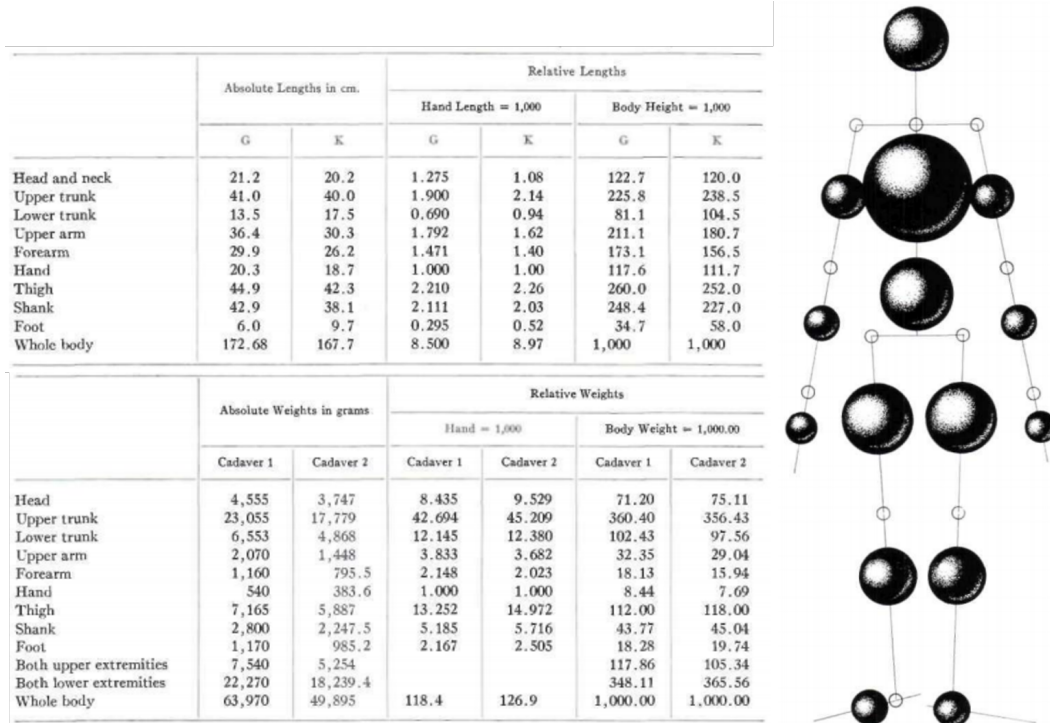 Absolute Lengths in cm. Relative Lengths
Hand Length = 1,000 Body Height = 1,000
G K G K G K
Head and neck 21.2 20.2 1.275 1.08 122.7 120.0
Upper trunk 41.0 40.0 1.900 2.14 225.8 238.5
Lower trunk 13.5 17.5 0.690 0.94 81.1 104.5
Upper arm 36.4 30.3 1.792 1.62 211.1 180.7
Forearm 29.9 26.2 1.471 1.40 173.1 156.5
Hand 20.3 18.7 1.000 1.00 117.6 111.7
Thigh 44.9 42.3 2.210 2.26 260.0 252.0
Shank 42.9 38.1 2.111 2.03 248.4 227.0
Foot 6.0 9.7 0.295 0.52 34.7 58.0
Whole body 172.68 167.7 8.500 8.97 1,000 1,000
Absolute Weights in grams Relative Weights
Hand = 1,000 Body Weight = 1,000.00
Cadaver 1 Cadaver 2 Cadaver 1 Cadaver 2 Cadaver 1 Cadaver 2
Head 4,555 3,747 8.435 9.529 71.20 75.11
Upper trunk 23,055 17,779 42.694 45.209 360.40 356.43
Lower trunk 6,553 4,868 12.145 12.380 102.43 97.56
Upper arm 2,070 1,448 3.833 3.682 32.35 29.04
Forearm 1,160 795.5 2.148 2.023 18.13 15.94
Hand 540 383.6 1.000 1.000 8.44 7.69
Thigh 7,165 5,887 13.252 14.972 112.00 118.00
Shank 2,800 2,247.5 5.185 5.716 43.77 45.04
Foot 1,170 985.2 2.167 2.505 18.28 19.74
Both upper extremities 7,540 5,254 117.86 105.34
Both lower extremities 22,270 18,239.4 348.11 365.56
Whole body 63,970 49,895 118.4 126.9 1,000.00 1,000.00